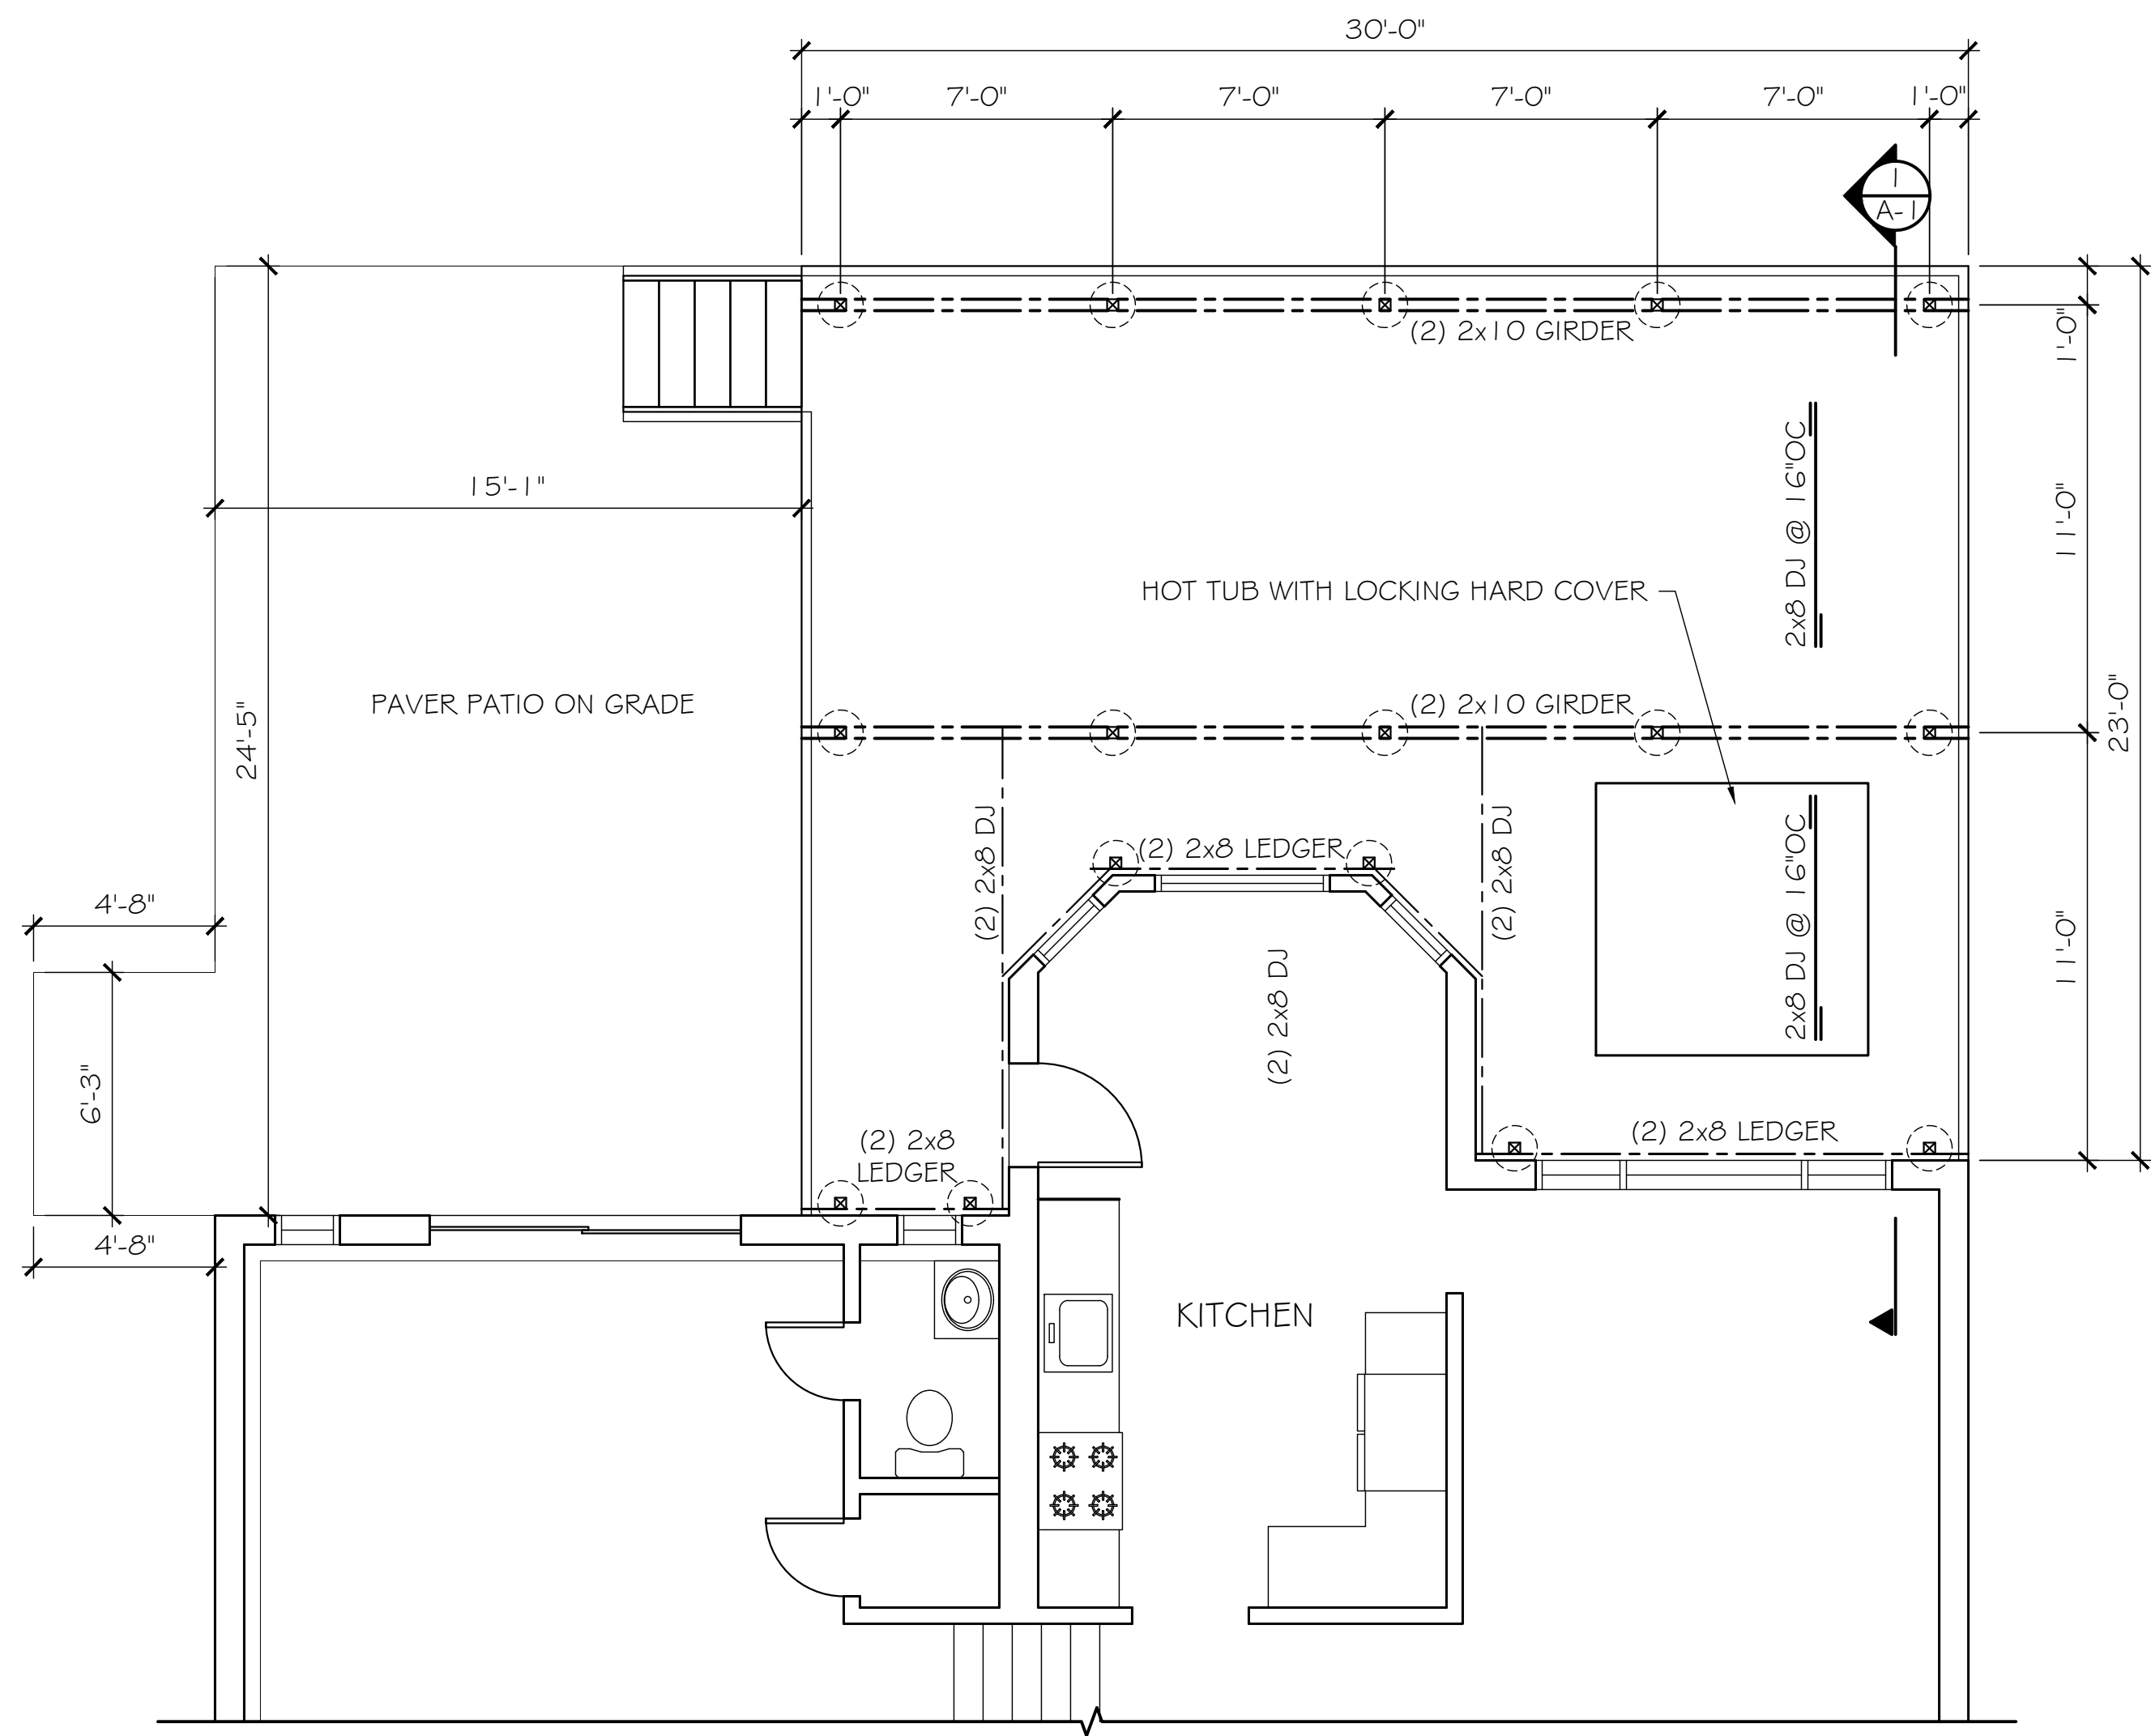 30'-0"
1'-0"
7'-0"
7'-0"
7'-0"
7'-0"
1'-0"
1
A-1
(2) 2x10 GIRDER
1'-0"
2x8 DJ @ 16"OC
11'-0"
15'-1"
HOT TUB WITH LOCKING HARD COVER
PAVER PATIO ON GRADE
24'-5"
(2) 2x10 GIRDER
23'-0"
(2) 2x8 DJ
(2) 2x8 LEDGER
(2) 2x8 DJ
2x8 DJ @ 16"OC
4'-8"
11'-0"
(2) 2x8 DJ
6'-3"
(2) 2x8
LEDGER
(2) 2x8 LEDGER
4'-8"
KITCHEN